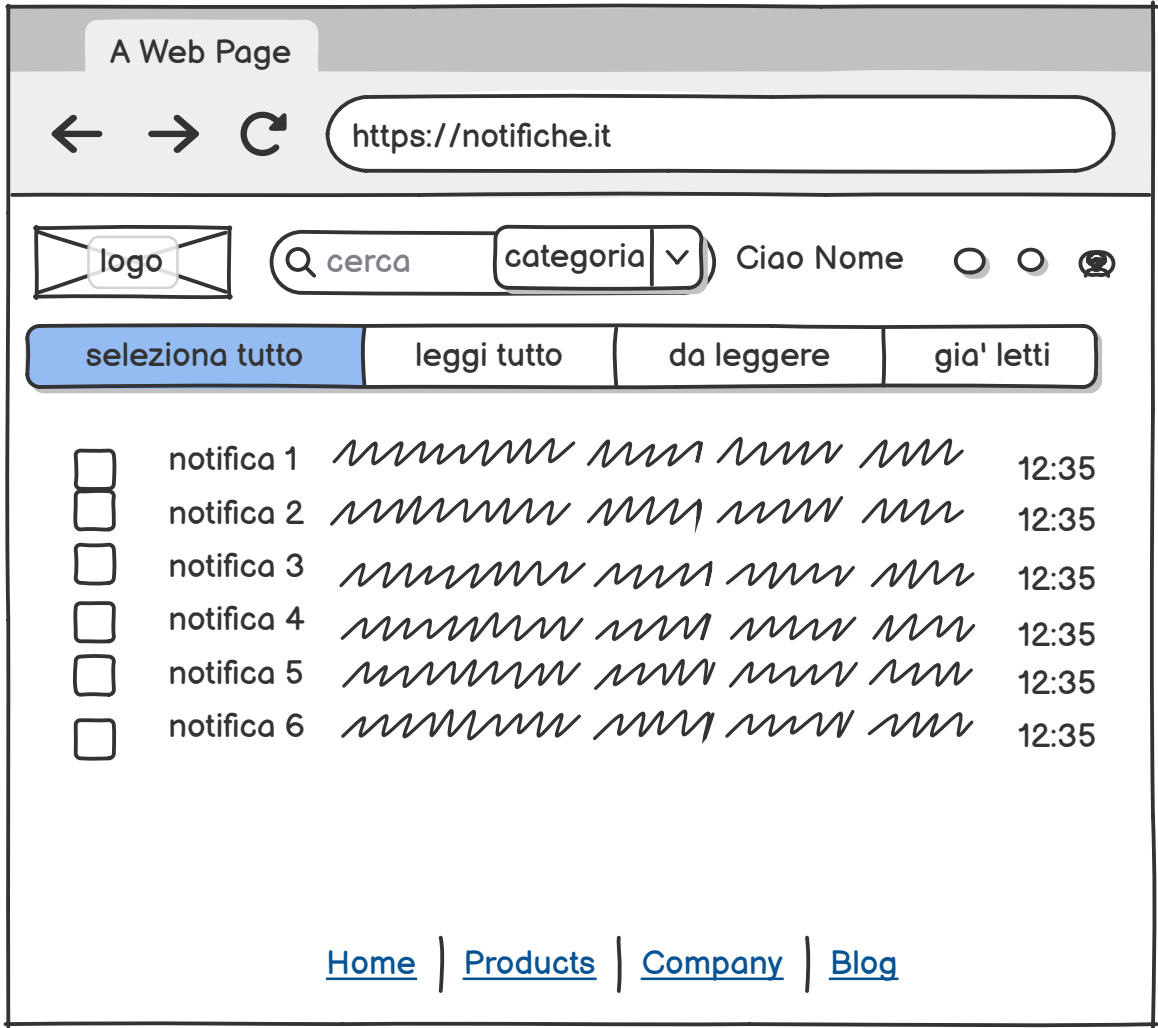 A Web Page
https://notifiche.it
logo cerca categoria Ciao Nome
seleziona tutto leggi tutto da leggere gia' letti
notifica 1 12:35
notifica 2 12:35
notifica 3 12:35
notifica 4 12:35
notifica 5 12:35
notifica 6 12:35
Home Products Company Blog